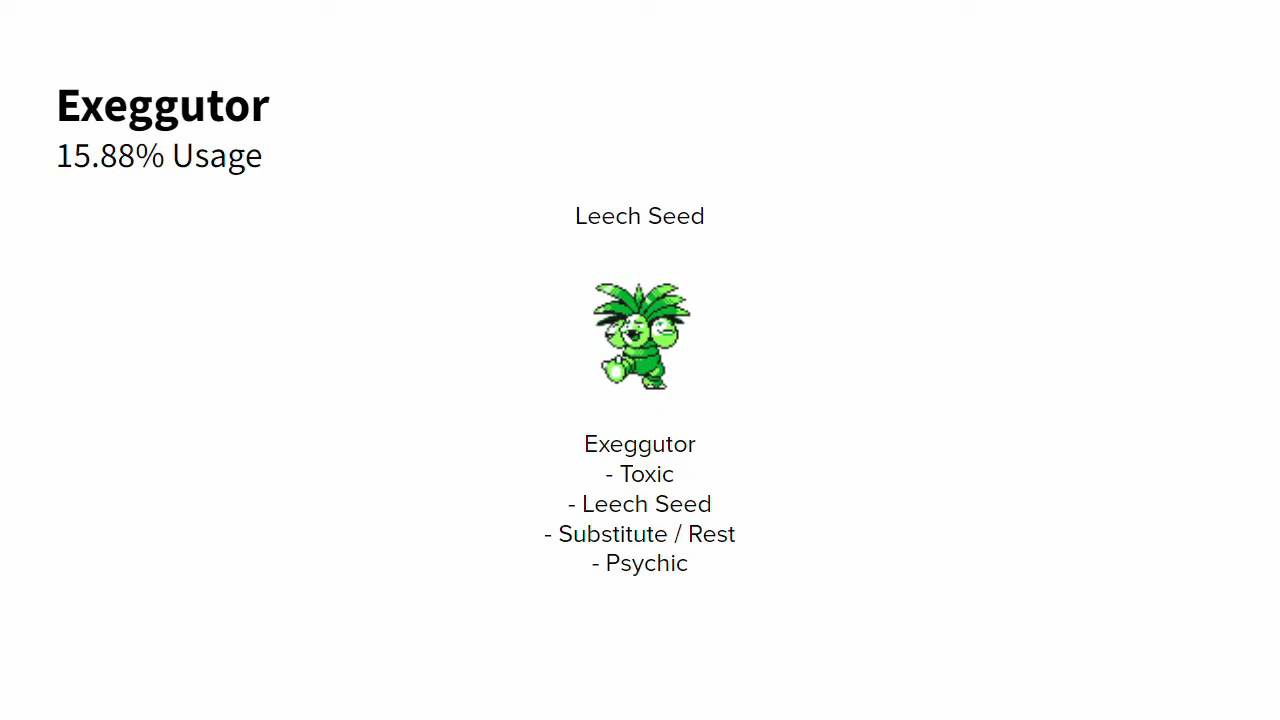 Exeggutor
15.88% Usage
Leech Seed
Exeggutor
- Toxic
- Leech Seed
- Substitute / Rest
- Psychic